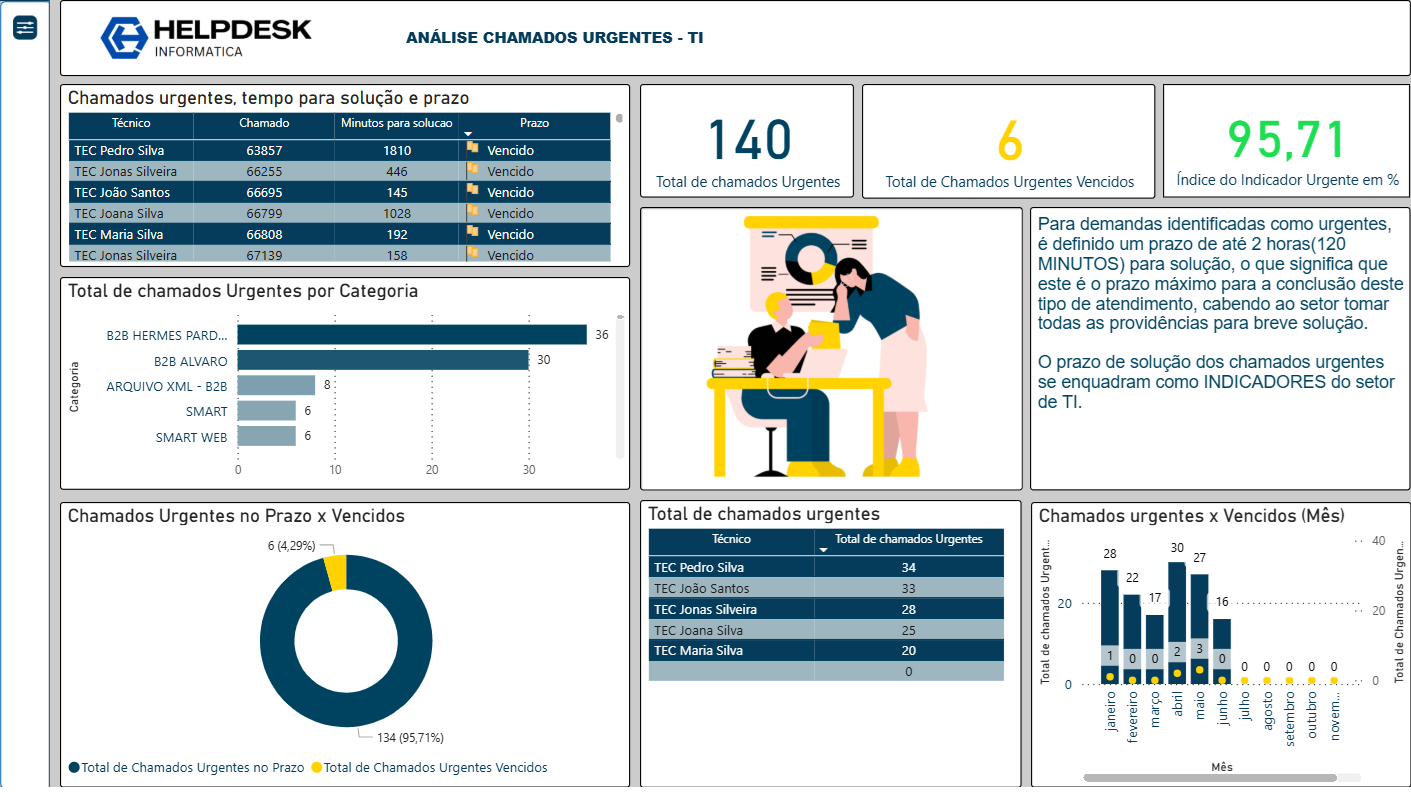 HELPDESK
INFORMATICA
ANÁLISE CHAMADOS URGENTES - TI
Chamados urgentes, tempo para solução e prazo
Técnico Chamado Minutos para solucao Prazo
TEC Pedro Silva 63857 1810 Vencido
TEC Jonas Silveira 66255 446 Vencido
TEC João Santos 66695 145 Vencido
TEC Joana Silva 66799 1028 Vencido
TEC Maria Silva 66808 192 Vencido
TEC Jonas Silveira 67139 158 Vencido
140
Total de chamados Urgentes
6
Total de Chamados Urgentes Vencidos
95,71
Índice do Indicador Urgente em %
Total de chamados Urgentes por Categoria
Categoria
B2B HERMES PARD... 36
B2B ALVARO 30
ARQUIVO XML - B2B 8
SMART 6
SMART WEB 6
0 10 20 30
Para demandas identificadas como urgentes,
é definido um prazo de até 2 horas(120
MINUTOS) para solução, o que significa que
este é o prazo máximo para a conclusão deste
tipo de atendimento, cabendo ao setor tomar
todas as providências para breve solução.
O prazo de solução dos chamados urgentes
se enquadram como INDICADORES do setor
de TI.
Chamados Urgentes no Prazo x Vencidos
6 (4,29%)
134 (95,71%)
Total de Chamados Urgentes no Prazo Total de Chamados Urgentes Vencidos
Total de chamados urgentes
Técnico Total de chamados Urgentes
TEC Pedro Silva 34
TEC João Santos 33
TEC Jonas Silveira 28
TEC Joana Silva 25
TEC Maria Silva 20
0
Chamados urgentes x Vencidos (Mês)
Total de chamados Urgent...
20
0
28 22 17 30 27 16 0 0 0 0 0
1 0 0 2 3 0
40
20
0
Total de Chamados Urgen...
janeiro
fevereiro
março
abril
maio
junho
julho
agosto
setembro
outubro
novem...
Mês